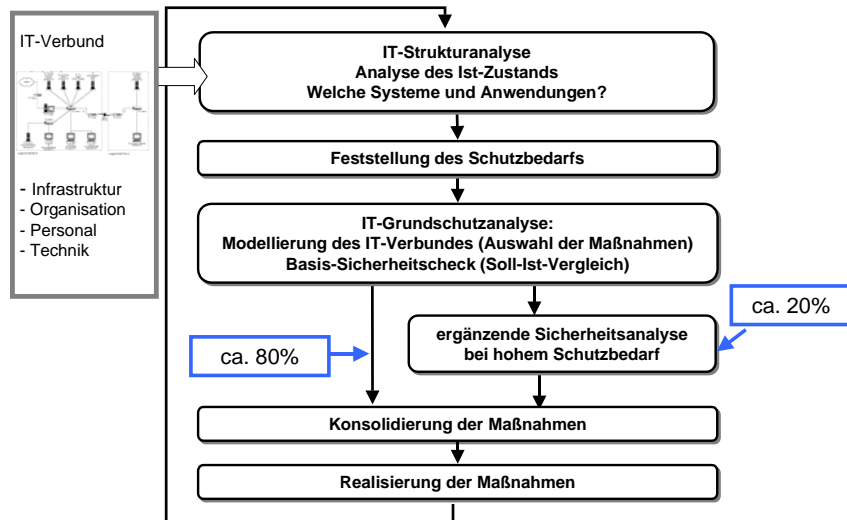 IT-Verbund
- Infrastruktur
- Organisation
- Personal
- Technik
IT-Strukturanalyse
Analyse des Ist-Zustands
Welche Systeme und Anwendungen?
Feststellung des Schutzbedarfs
IT-Grundschutzanalyse:
Modellierung des IT-Verbundes (Auswahl der Maßnahmen)
Basis-Sicherheitscheck (Soll-Ist-Vergleich)
ca. 80%
ergänzende Sicherheitsanalyse
bei hohem Schutzbedarf
ca. 20%
Konsolidierung der Maßnahmen
Realisierung der Maßnahmen